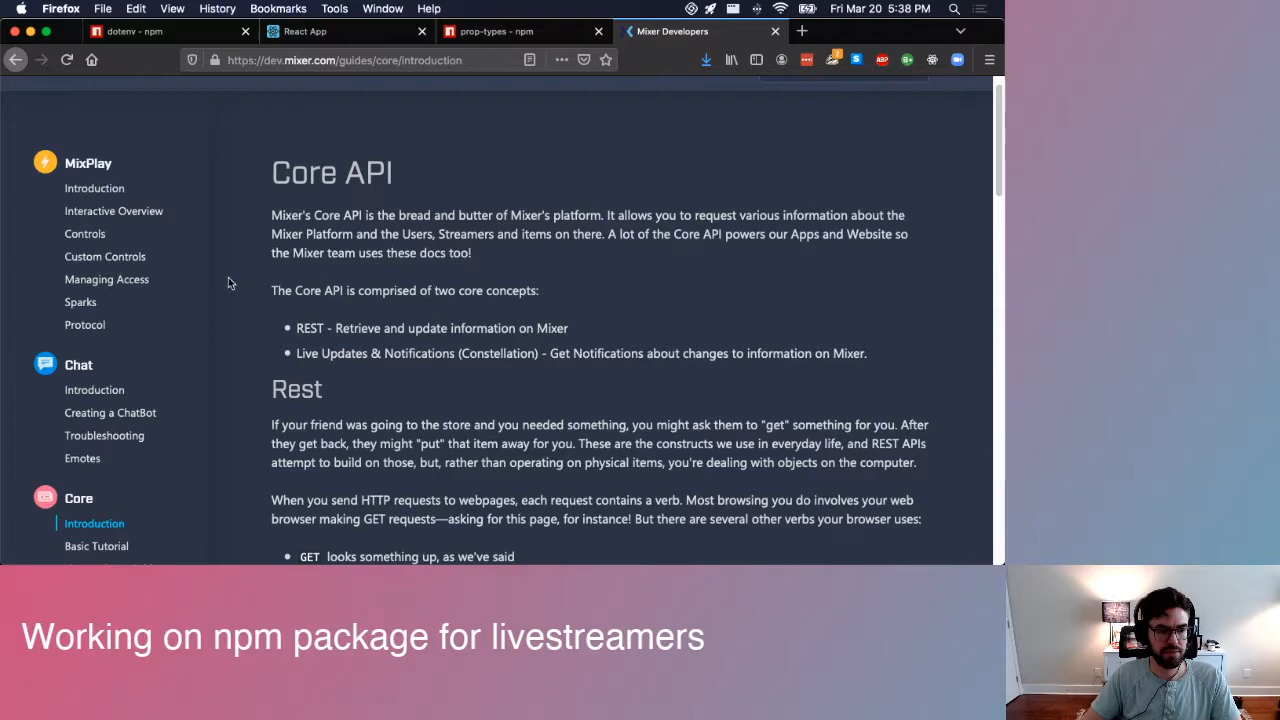 Firefox File Edit View History Bookmarks Tools Window Help Fri Mar 20 5:38 PM
dotenv - npm React App prop-types - npm Mixer Developers
https://dev.mixer.com/guides/core/introduction
MixPlay
Introduction
Interactive Overview
Controls
Custom Controls
Managing Access
Sparks
Protocol
Chat
Introduction
Creating a ChatBot
Troubleshooting
Emotes
Core
Introduction
Basic Tutorial
Core API
Mixer's Core API is the bread and butter of Mixer's platform. It allows you to request various information about the
Mixer Platform and the Users, Streamers and items on there. A lot of the Core API powers our Apps and Website so
the Mixer team uses these docs too!
The Core API is comprised of two core concepts:
REST - Retrieve and update information on Mixer
Live Updates & Notifications (Constellation) - Get Notifications about changes to information on Mixer.
Rest
If your friend was going to the store and you needed something, you might ask them to "get" something for you. After
they get back, they might "put" that item away for you. These are the constructs we use in everyday life, and REST APIs
attempt to build on those, but, rather than operating on physical items, you're dealing with objects on the computer.
When you send HTTP requests to webpages, each request contains a verb. Most browsing you do involves your web
browser making GET requests—asking for this page, for instance! But there are several other verbs your browser uses:
GET looks something up, as we've said
Working on npm package for livestreamers